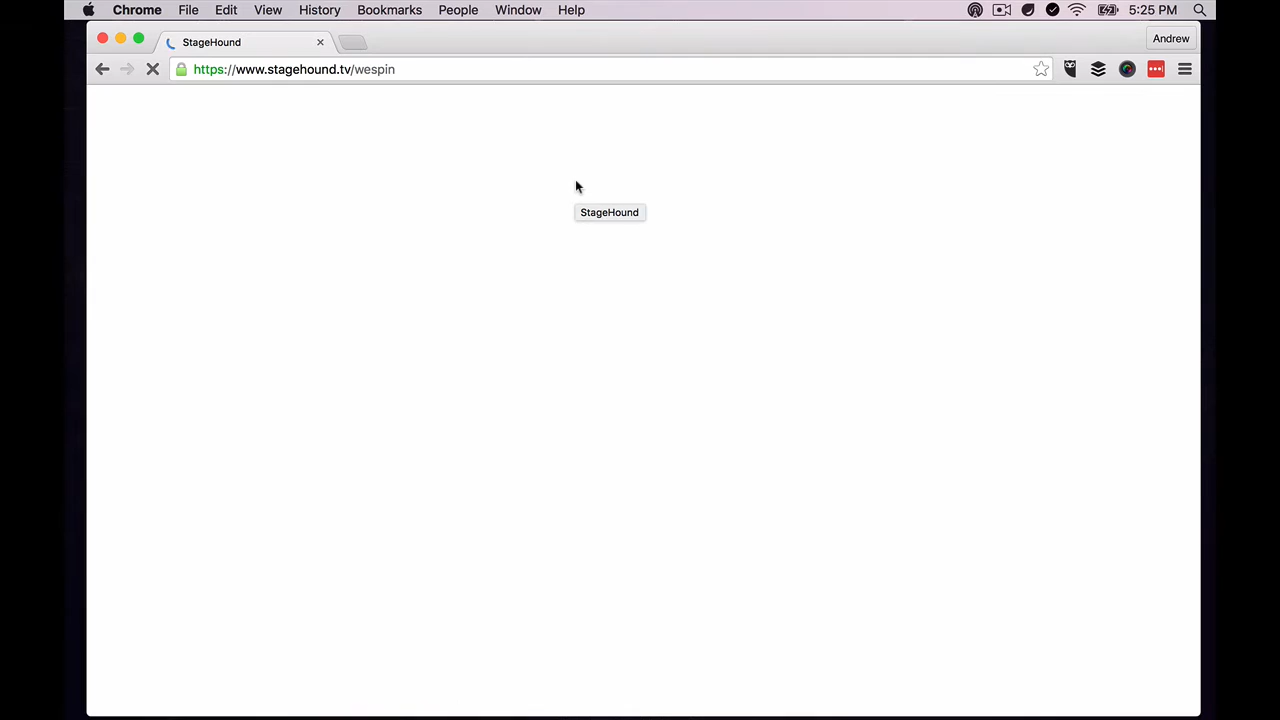 Chrome File Edit View History Bookmarks People Window Help 5:25 PM
StageHound Andrew
https://www.stagehound.tv/wespin
StageHound